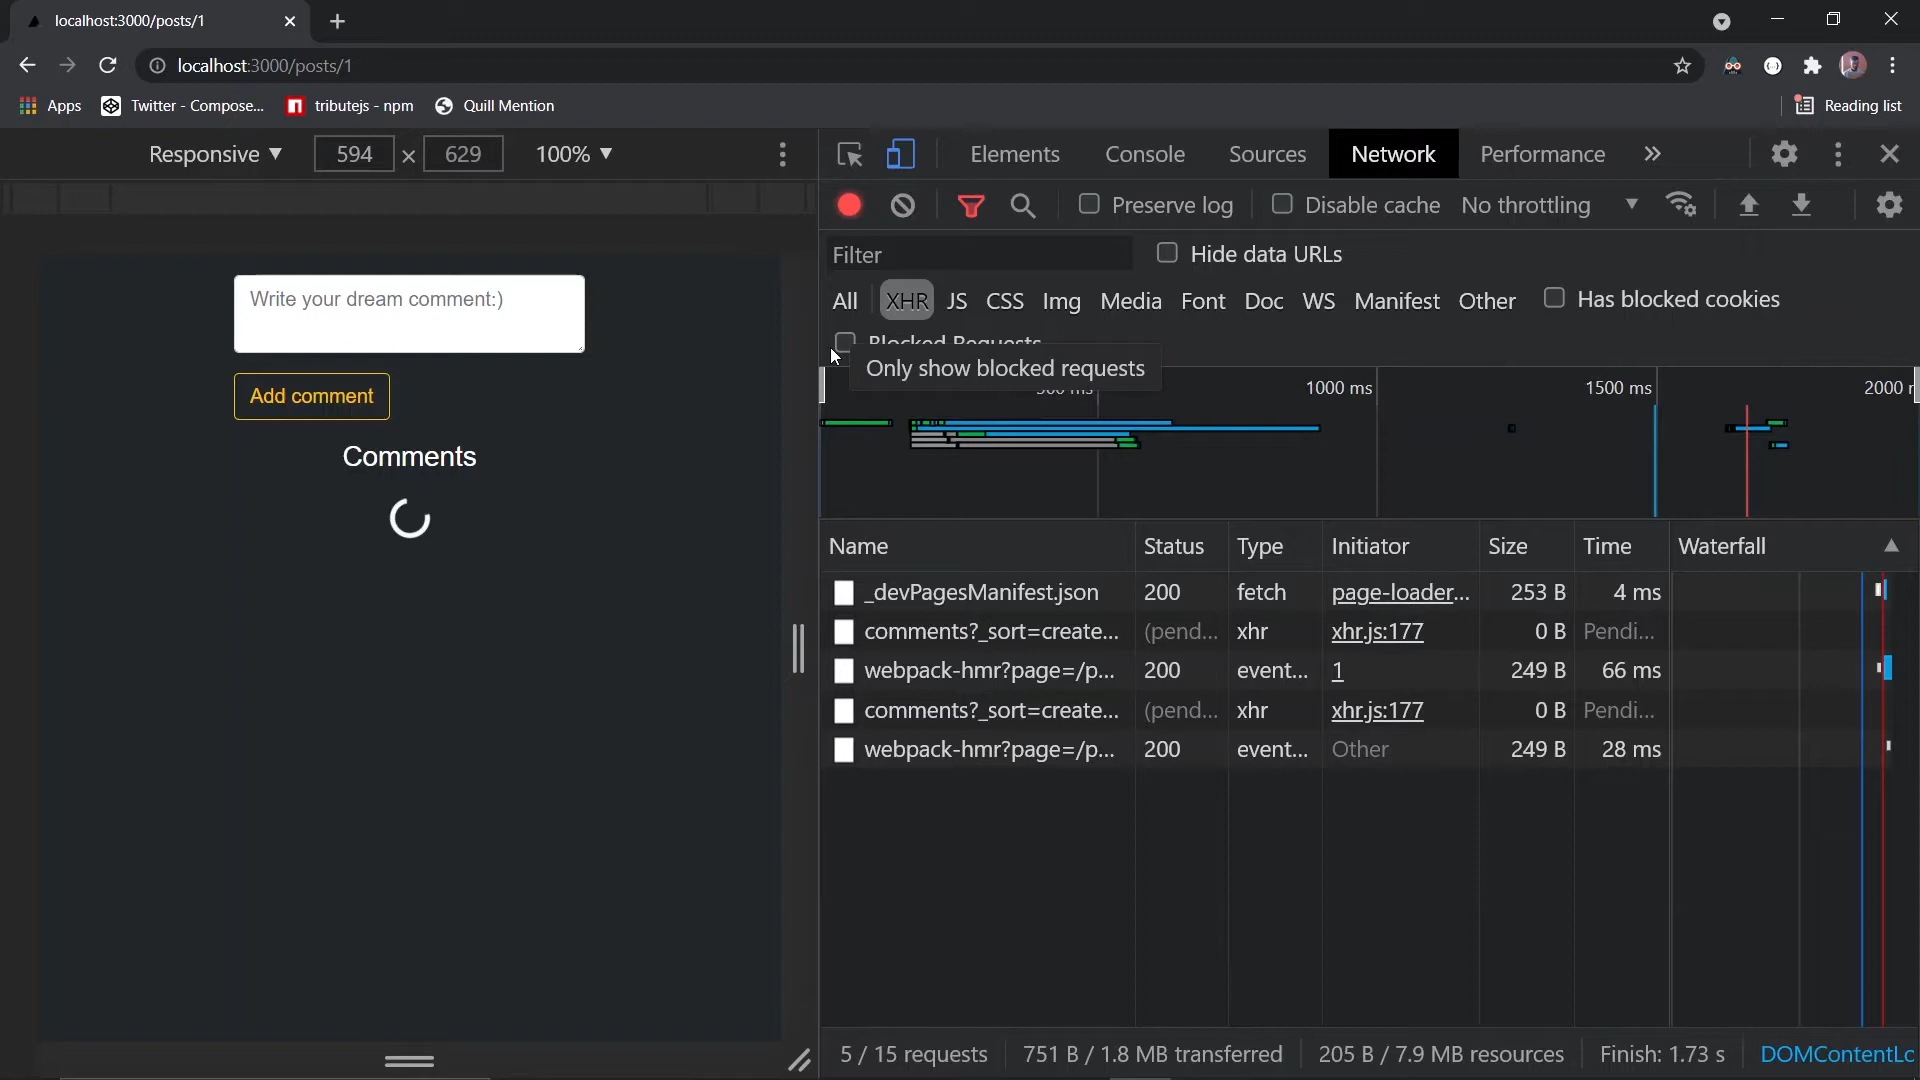 localhost:3000/posts/1
localhost:3000/posts/1
Apps Twitter - Compose... tributejs - npm Quill Mention Reading list
Responsive ▼ 594 × 629 100% ▼
Elements Console Sources Network Performance »
Preserve log Disable cache No throttling ▼
Filter Hide data URLs
All XHR JS CSS Img Media Font Doc WS Manifest Other Has blocked cookies
Blocked Requests
Only show blocked requests
500 ms 1000 ms 1500 ms 2000
Write your dream comment:)
Add comment
Comments
Name Status Type Initiator Size Time Waterfall ▲
_devPagesManifest.json 200 fetch page-loader... 253 B 4 ms
comments?_sort=create... (pend... xhr xhr.js:177 0 B Pendi...
webpack-hmr?page=/p... 200 event... 1 249 B 66 ms
comments?_sort=create... (pend... xhr xhr.js:177 0 B Pendi...
webpack-hmr?page=/p... 200 event... Other 249 B 28 ms
5 / 15 requests 751 B / 1.8 MB transferred 205 B / 7.9 MB resources Finish: 1.73 s DOMContentLo